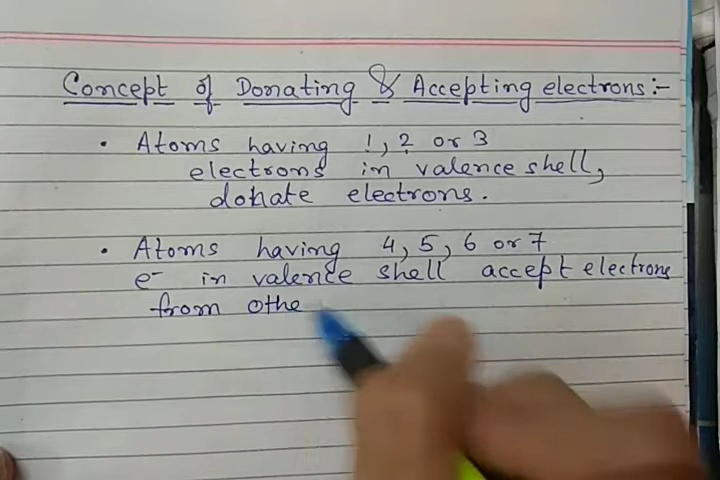 Concept of Donating & Accepting electrons:-
• Atoms having 1, 2 or 3
electrons in valence shell,
donate electrons.
• Atoms having 4, 5, 6 or 7
e⁻ in valence shell accept electrons
from othe